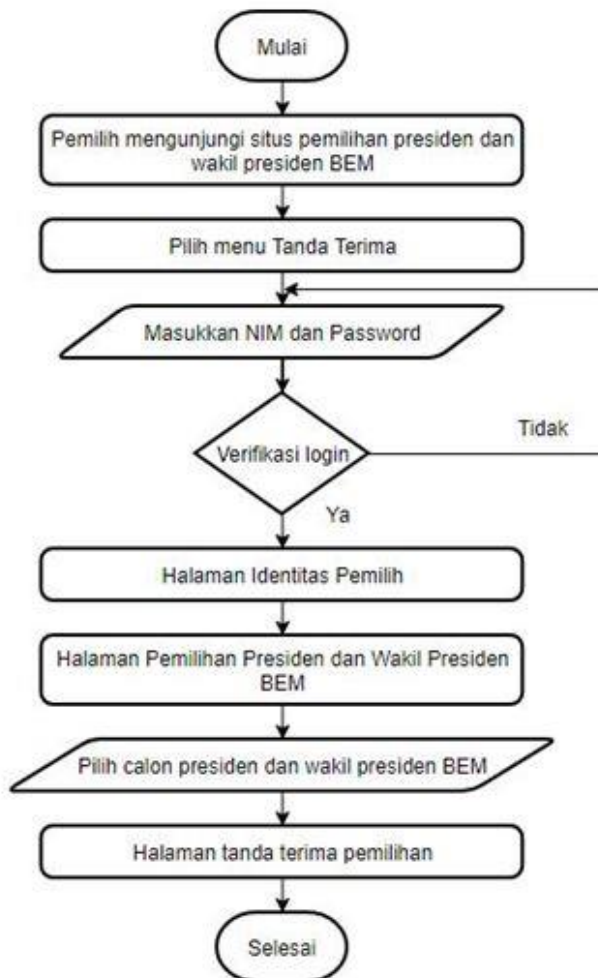 Mulai
Pemilih mengunjungi situs pemilihan presiden dan
wakil presiden BEM
Pilih menu Tanda Terima
Masukkan NIM dan Password
Verifikasi login
Tidak
Ya
Halaman Identitas Pemilih
Halaman Pemilihan Presiden dan Wakil Presiden
BEM
Pilih calon presiden dan wakil presiden BEM
Halaman tanda terima pemilihan
Selesai